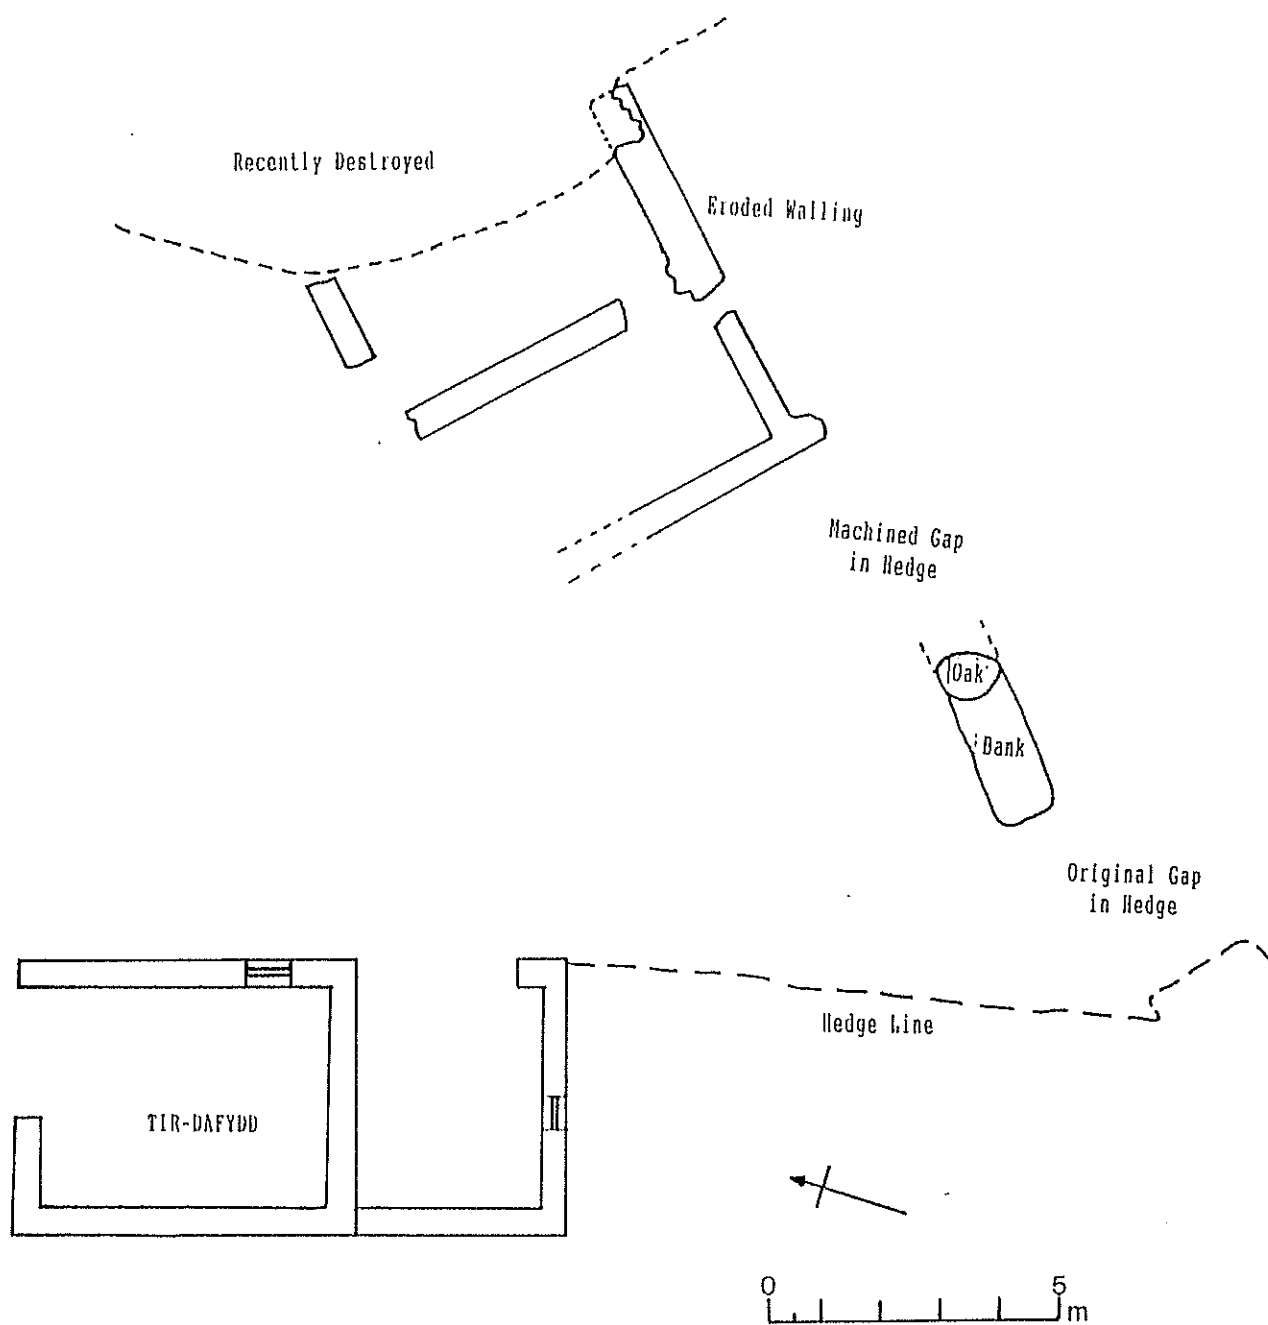 Recently Destroyed
Eroded Walling
Machined Gap
in Hedge
Oak
Bank
Original Gap
in Hedge
Hedge Line
TIR-DAFYDD
0 5
m